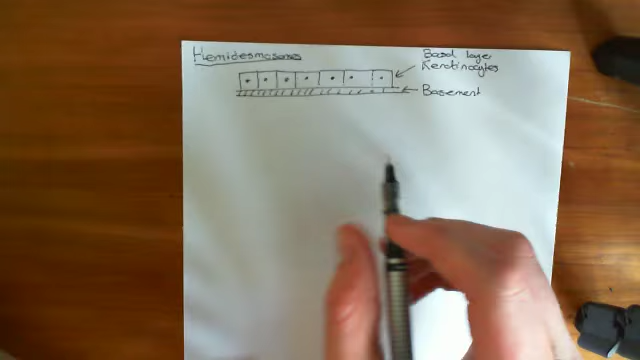 Hemidesmosomes
Basal layer
Keratinocytes
Basement